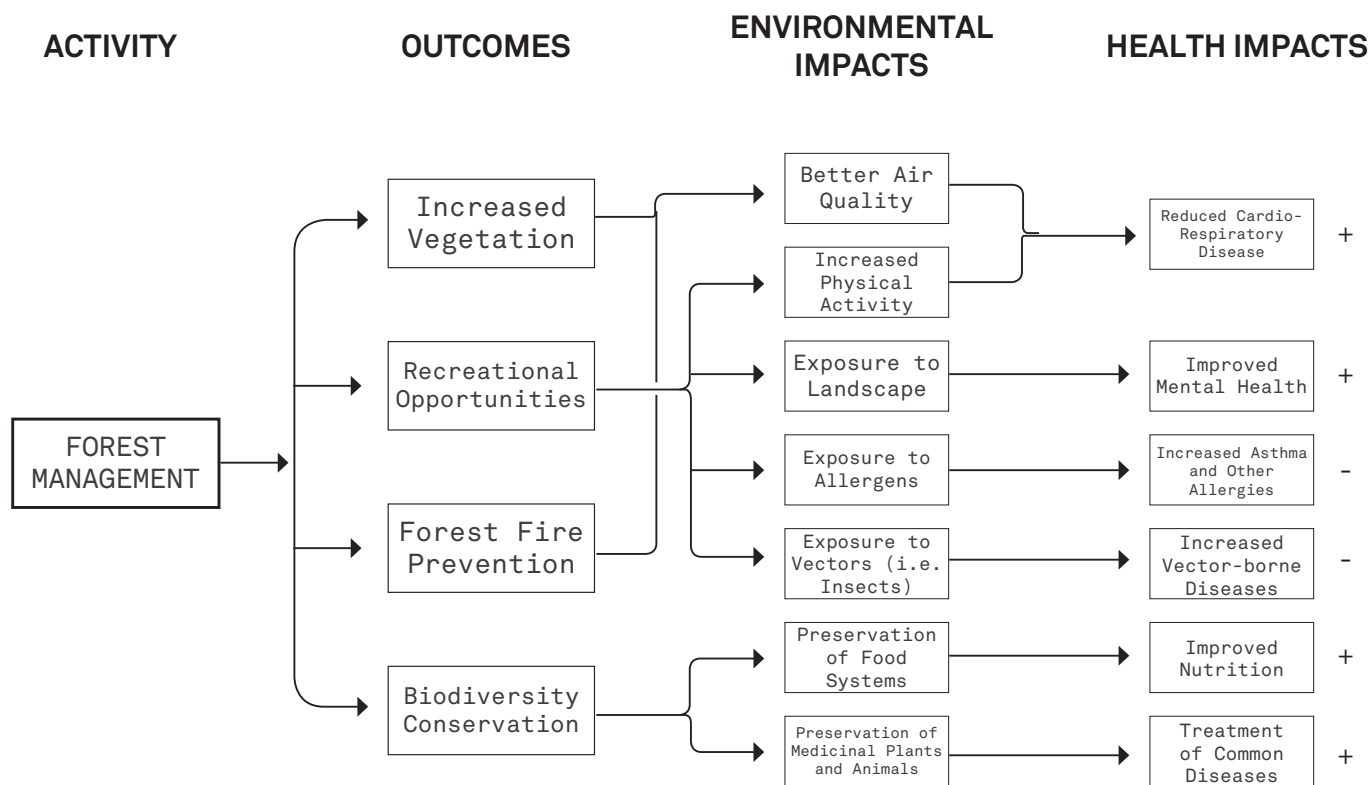 ACTIVITY
OUTCOMES
ENVIRONMENTAL
IMPACTS
HEALTH IMPACTS
FOREST
MANAGEMENT
Increased
Vegetation
Recreational
Opportunities
Forest Fire
Prevention
Biodiversity
Conservation
Better Air
Quality
Increased
Physical
Activity
Exposure to
Landscape
Exposure to
Allergens
Exposure to
Vectors (i.e.
Insects)
Preservation
of Food
Systems
Preservation of
Medicinal Plants
and Animals
Reduced Cardio-
Respiratory
Disease
+
Improved
Mental Health
+
Increased Asthma
and Other
Allergies
-
Increased
Vector-borne
Diseases
-
Improved
Nutrition
+
Treatment
of Common
Diseases
+